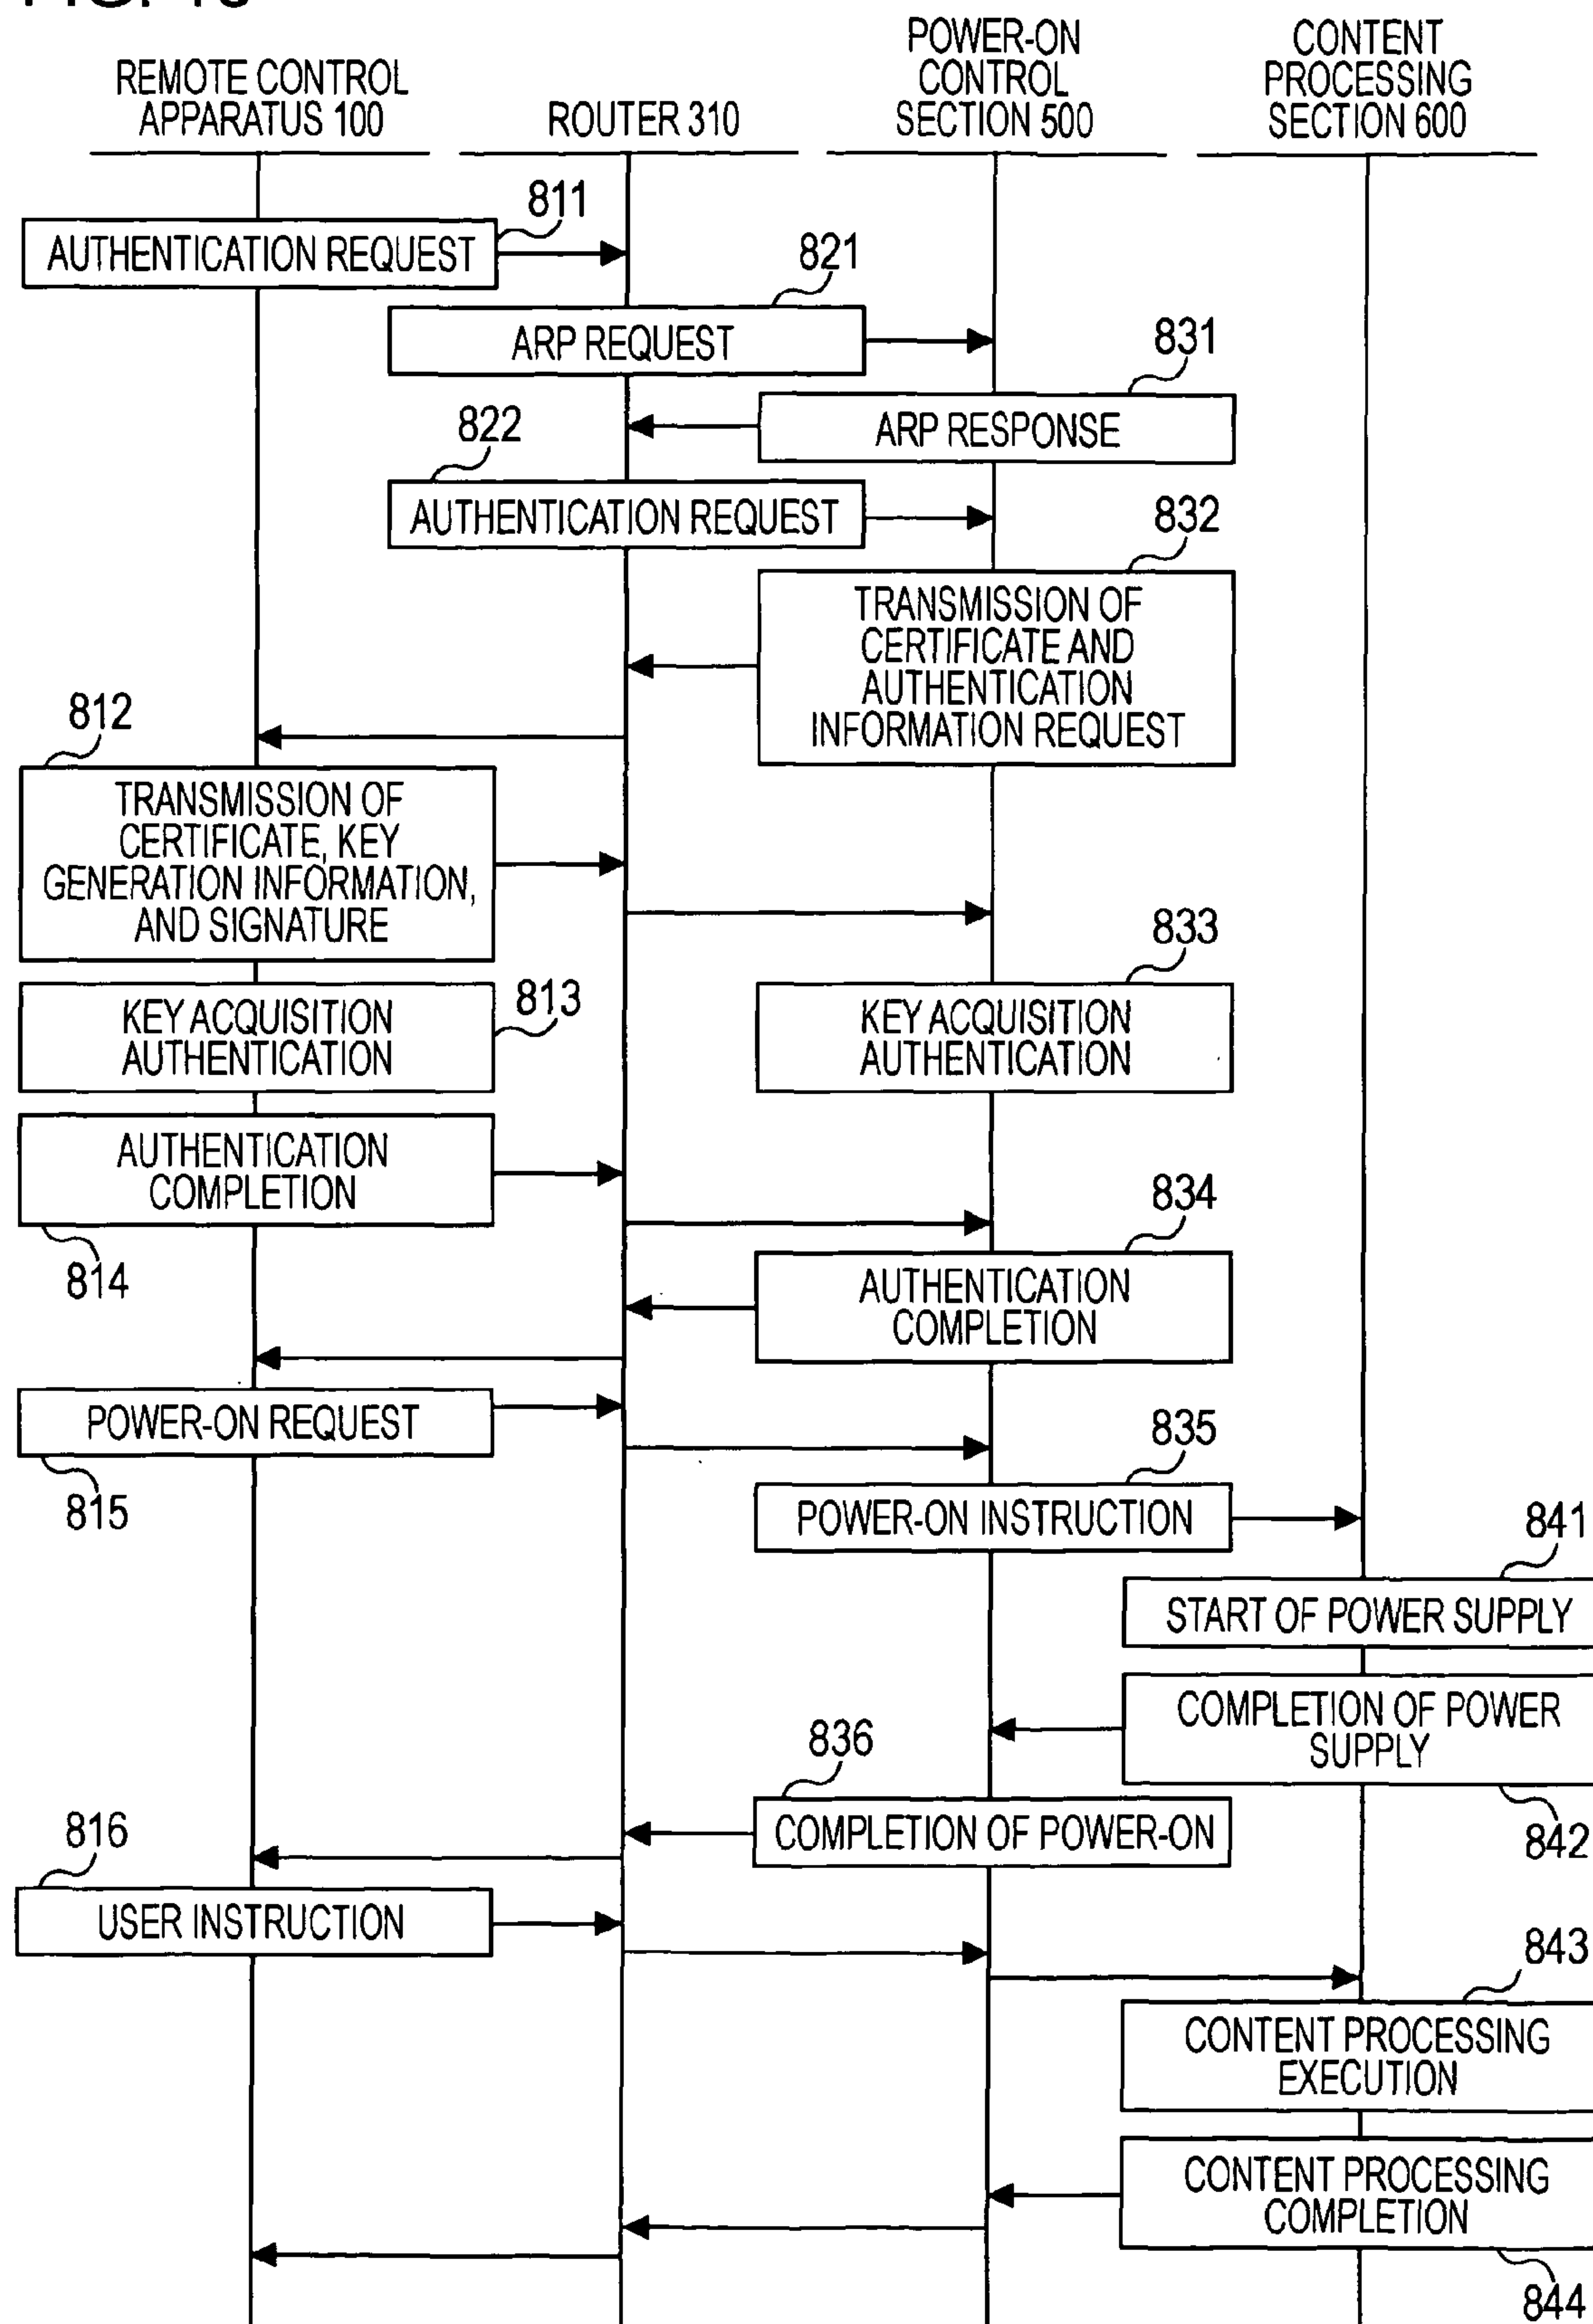 REMOTE CONTROL
APPARATUS 100
ROUTER 310
POWER-ON
CONTROL
SECTION 500
CONTENT
PROCESSING
SECTION 600
811
AUTHENTICATION REQUEST
821
ARP REQUEST
831
ARP RESPONSE
822
AUTHENTICATION REQUEST
832
TRANSMISSION OF
CERTIFICATE AND
AUTHENTICATION
INFORMATION REQUEST
812
TRANSMISSION OF
CERTIFICATE, KEY
GENERATION INFORMATION,
AND SIGNATURE
813
KEY ACQUISITION
AUTHENTICATION
833
KEY ACQUISITION
AUTHENTICATION
AUTHENTICATION
COMPLETION
814
834
AUTHENTICATION
COMPLETION
POWER-ON REQUEST
815
835
POWER-ON INSTRUCTION
841
START OF POWER SUPPLY
COMPLETION OF POWER
SUPPLY
842
836
COMPLETION OF POWER-ON
816
USER INSTRUCTION
843
CONTENT PROCESSING
EXECUTION
CONTENT PROCESSING
COMPLETION
844